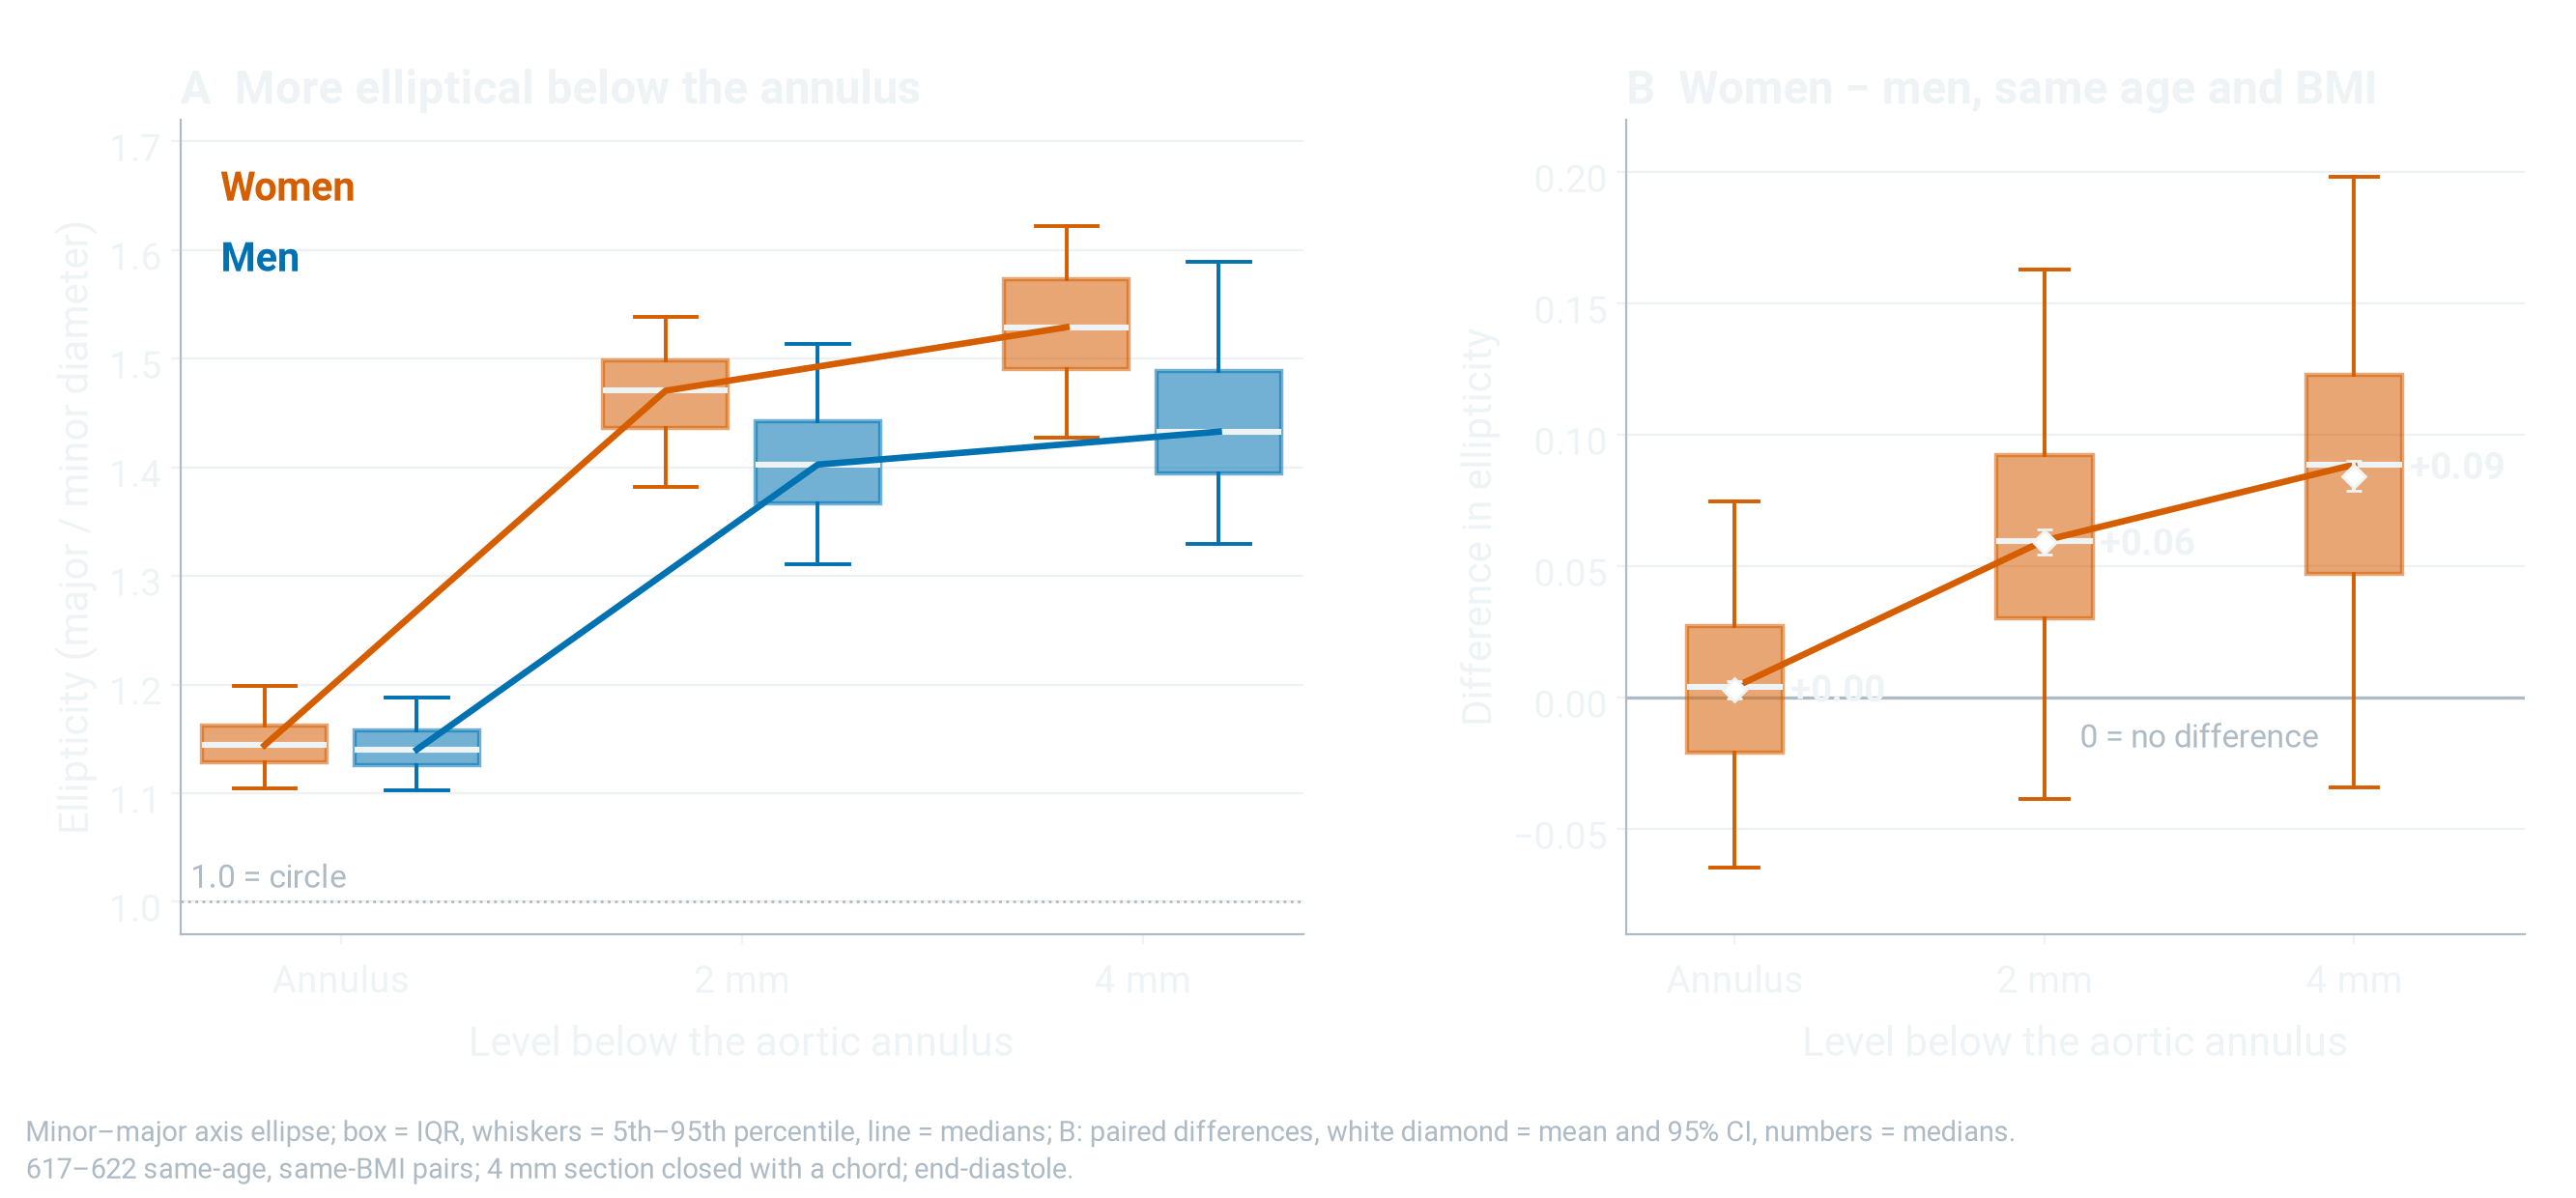 A More elliptical below the annulus
Ellipticity (major / minor diameter)
1.7
1.6
1.5
1.4
1.3
1.2
1.1
1.0
Women
Men
1.0 = circle
Annulus
2 mm
4 mm
Level below the aortic annulus
B Women − men, same age and BMI
Difference in ellipticity
0.20
0.15
0.10
0.05
0.00
−0.05
+0.00
+0.06
+0.09
0 = no difference
Annulus
2 mm
4 mm
Level below the aortic annulus
Minor–major axis ellipse; box = IQR, whiskers = 5th–95th percentile, line = medians; B: paired differences, white diamond = mean and 95% CI, numbers = medians.
617–622 same-age, same-BMI pairs; 4 mm section closed with a chord; end-diastole.